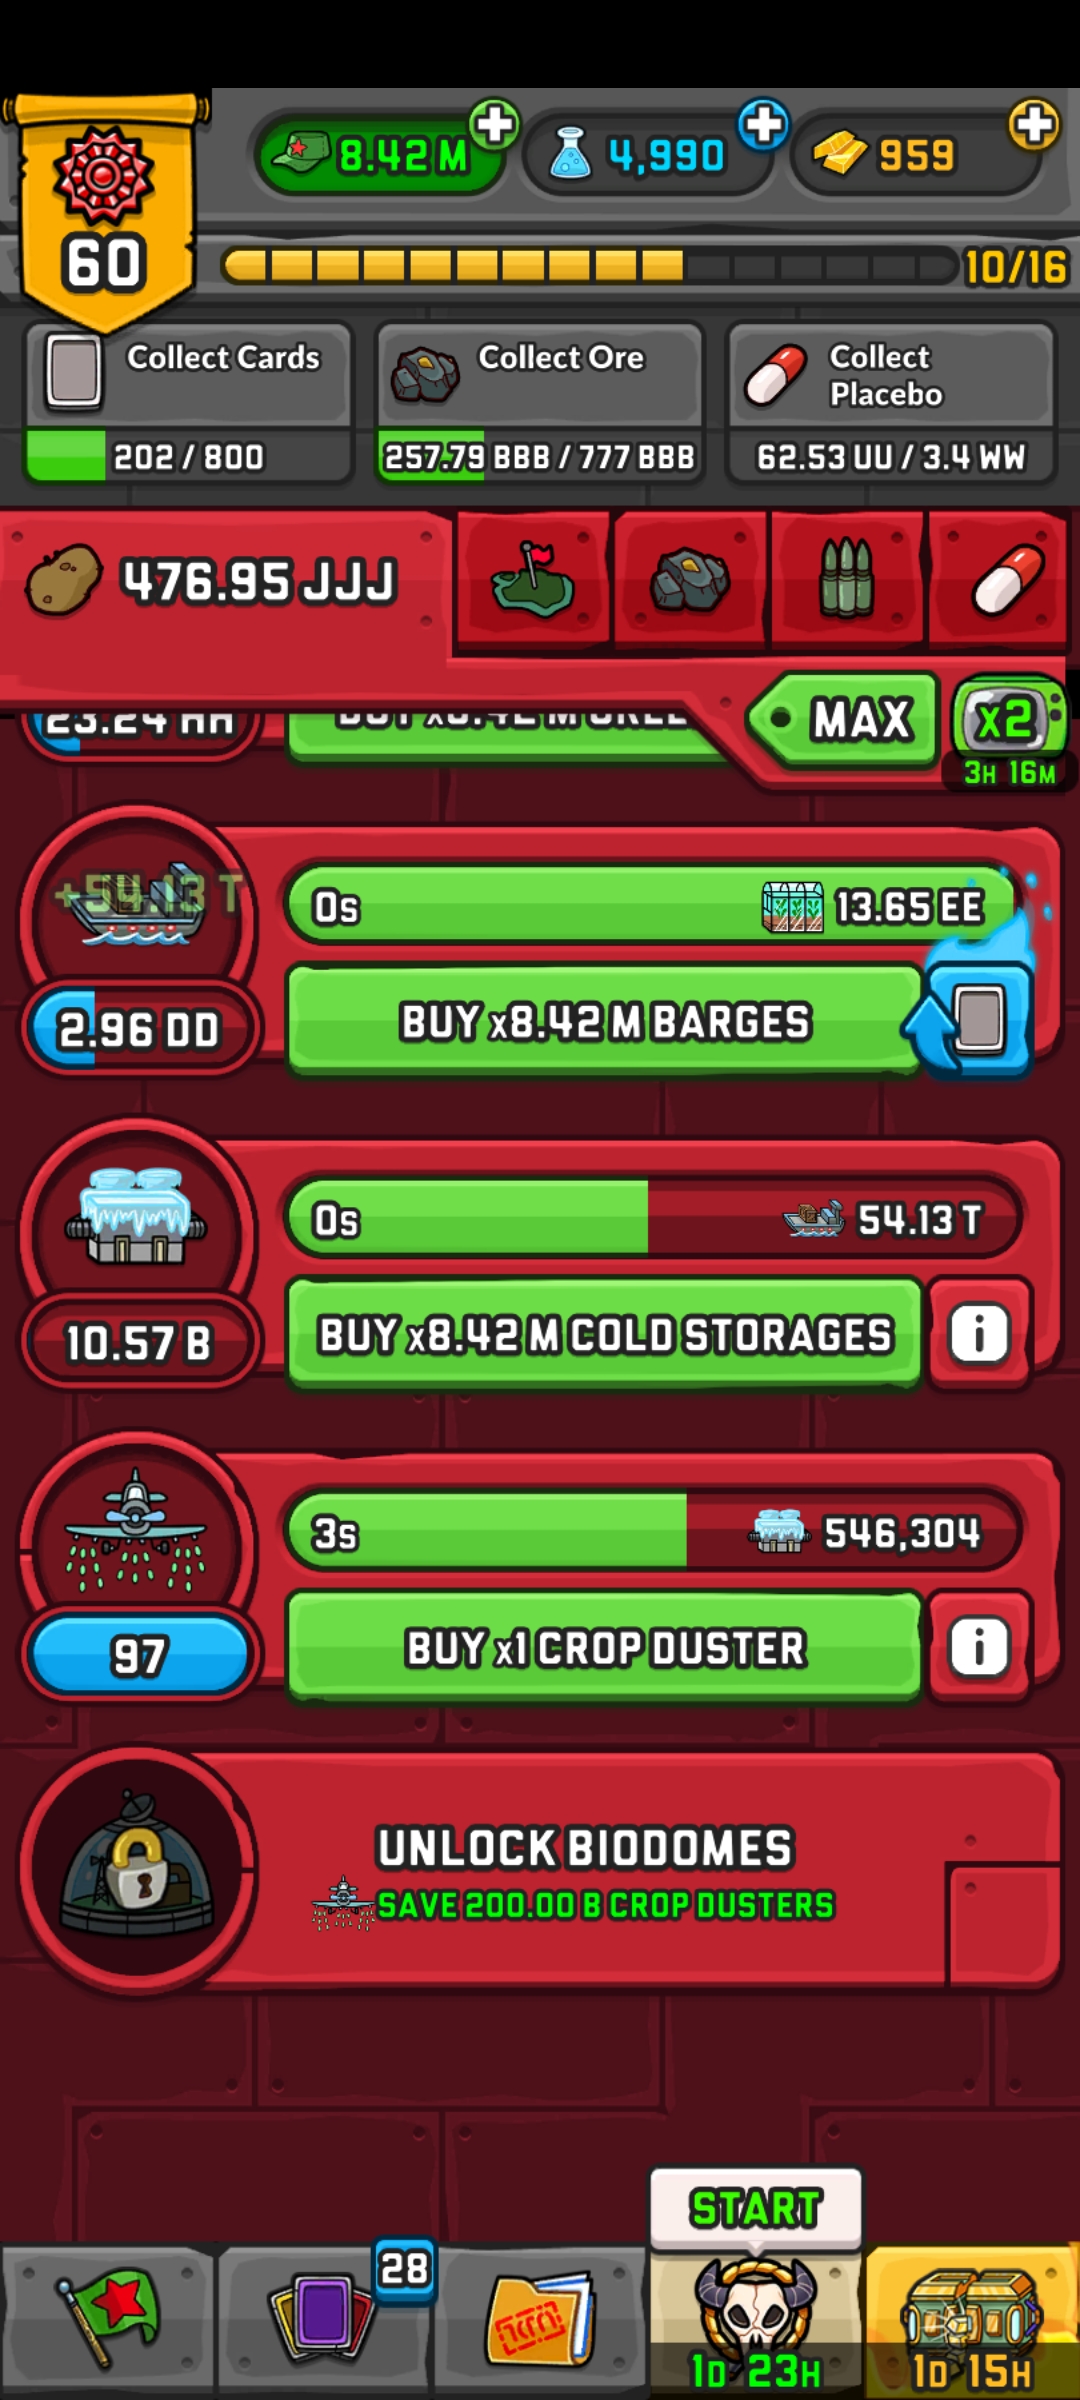 8.42 M
4,990
959
60
10/16
Collect Cards
202 / 800
Collect Ore
257.79 BBB / 777 BBB
Collect
Placebo
62.53 UU / 3.4 WW
476.95 JJJ
MAX
x2
3H 16M
23.24 HH
+54.13 T
0s
13.65 EE
2.96 DD
BUY x8.42 M BARGES
0s
54.13 T
10.57 B
BUY x8.42 M COLD STORAGES
i
3s
546,304
97
BUY x1 CROP DUSTER
i
UNLOCK BIODOMES
SAVE 200.00 B CROP DUSTERS
START
28
1D 23H
1D 15H